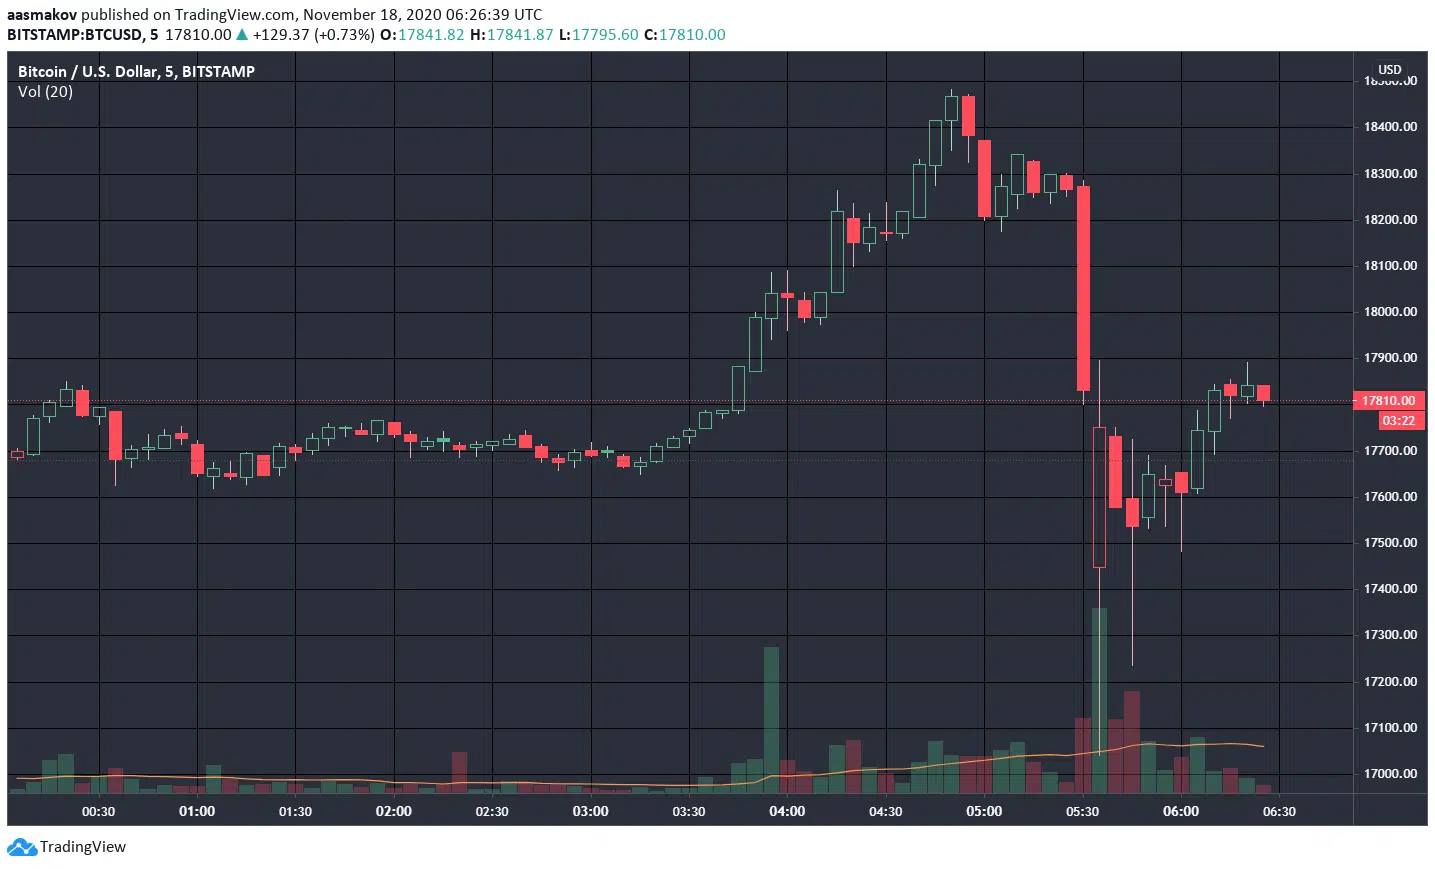 aasmakov published on TradingView.com, November 18, 2020 06:26:39 UTC
BITSTAMP:BTCUSD, 5 17810.00 ▲ +129.37 (+0.73%) O:17841.82 H:17841.87 L:17795.60 C:17810.00
Bitcoin / U.S. Dollar, 5, BITSTAMP
Vol (20)
USD
18500.00
18400.00
18300.00
18200.00
18100.00
18000.00
17900.00
17810.00
03:22
17700.00
17600.00
17500.00
17400.00
17300.00
17200.00
17100.00
17000.00
00:30 01:00 01:30 02:00 02:30 03:00 03:30 04:00 04:30 05:00 05:30 06:00 06:30
TradingView